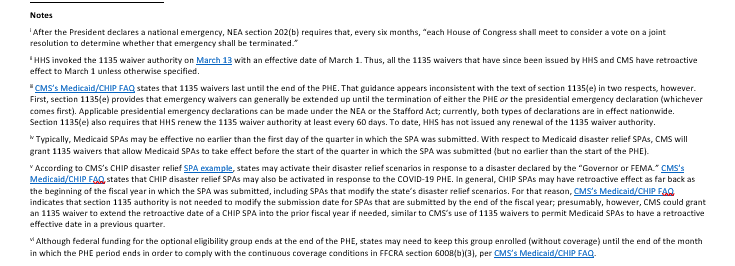 Notes
i After the President declares a national emergency, NEA section 202(b) requires that, every six months, “each House of Congress shall meet to consider a vote on a joint
resolution to determine whether that emergency shall be terminated.”
ii HHS invoked the 1135 waiver authority on March 13 with an effective date of March 1. Thus, all the 1135 waivers that have since been issued by HHS and CMS have retroactive
effect to March 1 unless otherwise specified.
iii CMS’s Medicaid/CHIP FAQ states that 1135 waivers last until the end of the PHE. That guidance appears inconsistent with the text of section 1135(e) in two respects, however.
First, section 1135(e) provides that emergency waivers can generally be extended up until the termination of either the PHE or the presidential emergency declaration (whichever
comes first). Applicable presidential declarations can be made under the NEA or the Stafford Act; currently, both types of declarations are in effect nationwide.
Section 1135(e) also requires that HHS renew the 1135 waiver authority at least every 60 days. To date, HHS has not issued any renewal of the 1135 waiver authority.
iv Typically, Medicaid SPAs may be effective no earlier than the first day of the quarter in which the SPA was submitted. With respect to Medicaid disaster relief SPAs, CMS will
grant 1135 waivers that allow Medicaid SPAs to take effect before the start of the quarter in which the SPA was submitted (but no earlier than the start of the PHE).
v According to CMS’s CHIP disaster relief SPA example, states may activate their disaster relief scenarios in response to a disaster declared by the “Governor or FEMA.” CMS’s
Medicaid/CHIP FAQ states that CHIP disaster relief SPAs may also be activated in response to the COVID-19 PHE. In general, CHIP SPAs may have retroactive effect as far back as
the beginning of the fiscal year in which the SPA was submitted, including SPAs that modify the state’s disaster relief scenarios. For that reason, CMS’s Medicaid/CHIP FAQ
indicates that section 1135 authority is not needed to modify the submission date for SPAs that are submitted by the end of the fiscal year; presumably, however, CMS could grant
an 1135 waiver to extend the retroactive date of a CHIP SPA into the prior fiscal year if needed, similar to CMS’s use of 1135 waivers to permit Medicaid SPAs to have a retroactive
effective date in a previous quarter.
vi Although federal funding for the optional eligibility group ends at the end of the PHE, states may need to keep this group enrolled (without coverage) until the end of the month
in which the PHE period ends in order to comply with the continuous coverage conditions in FFCRA section 6008(b)(3), per CMS’s Medicaid/CHIP FAQ.